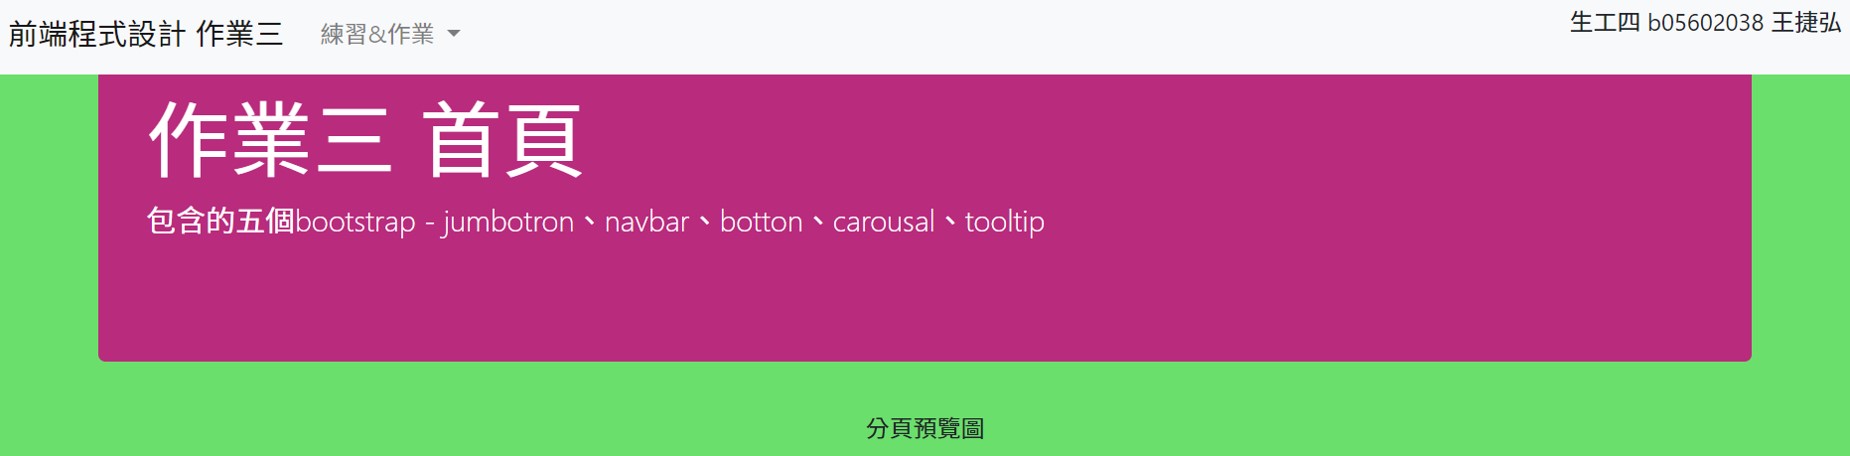 前端程式設計 作業三 練習&作業 生工四 b05602038 王捷弘
作業三 首頁
包含的五個bootstrap - jumbotron、navbar、botton、carousal、tooltip
分頁預覽圖